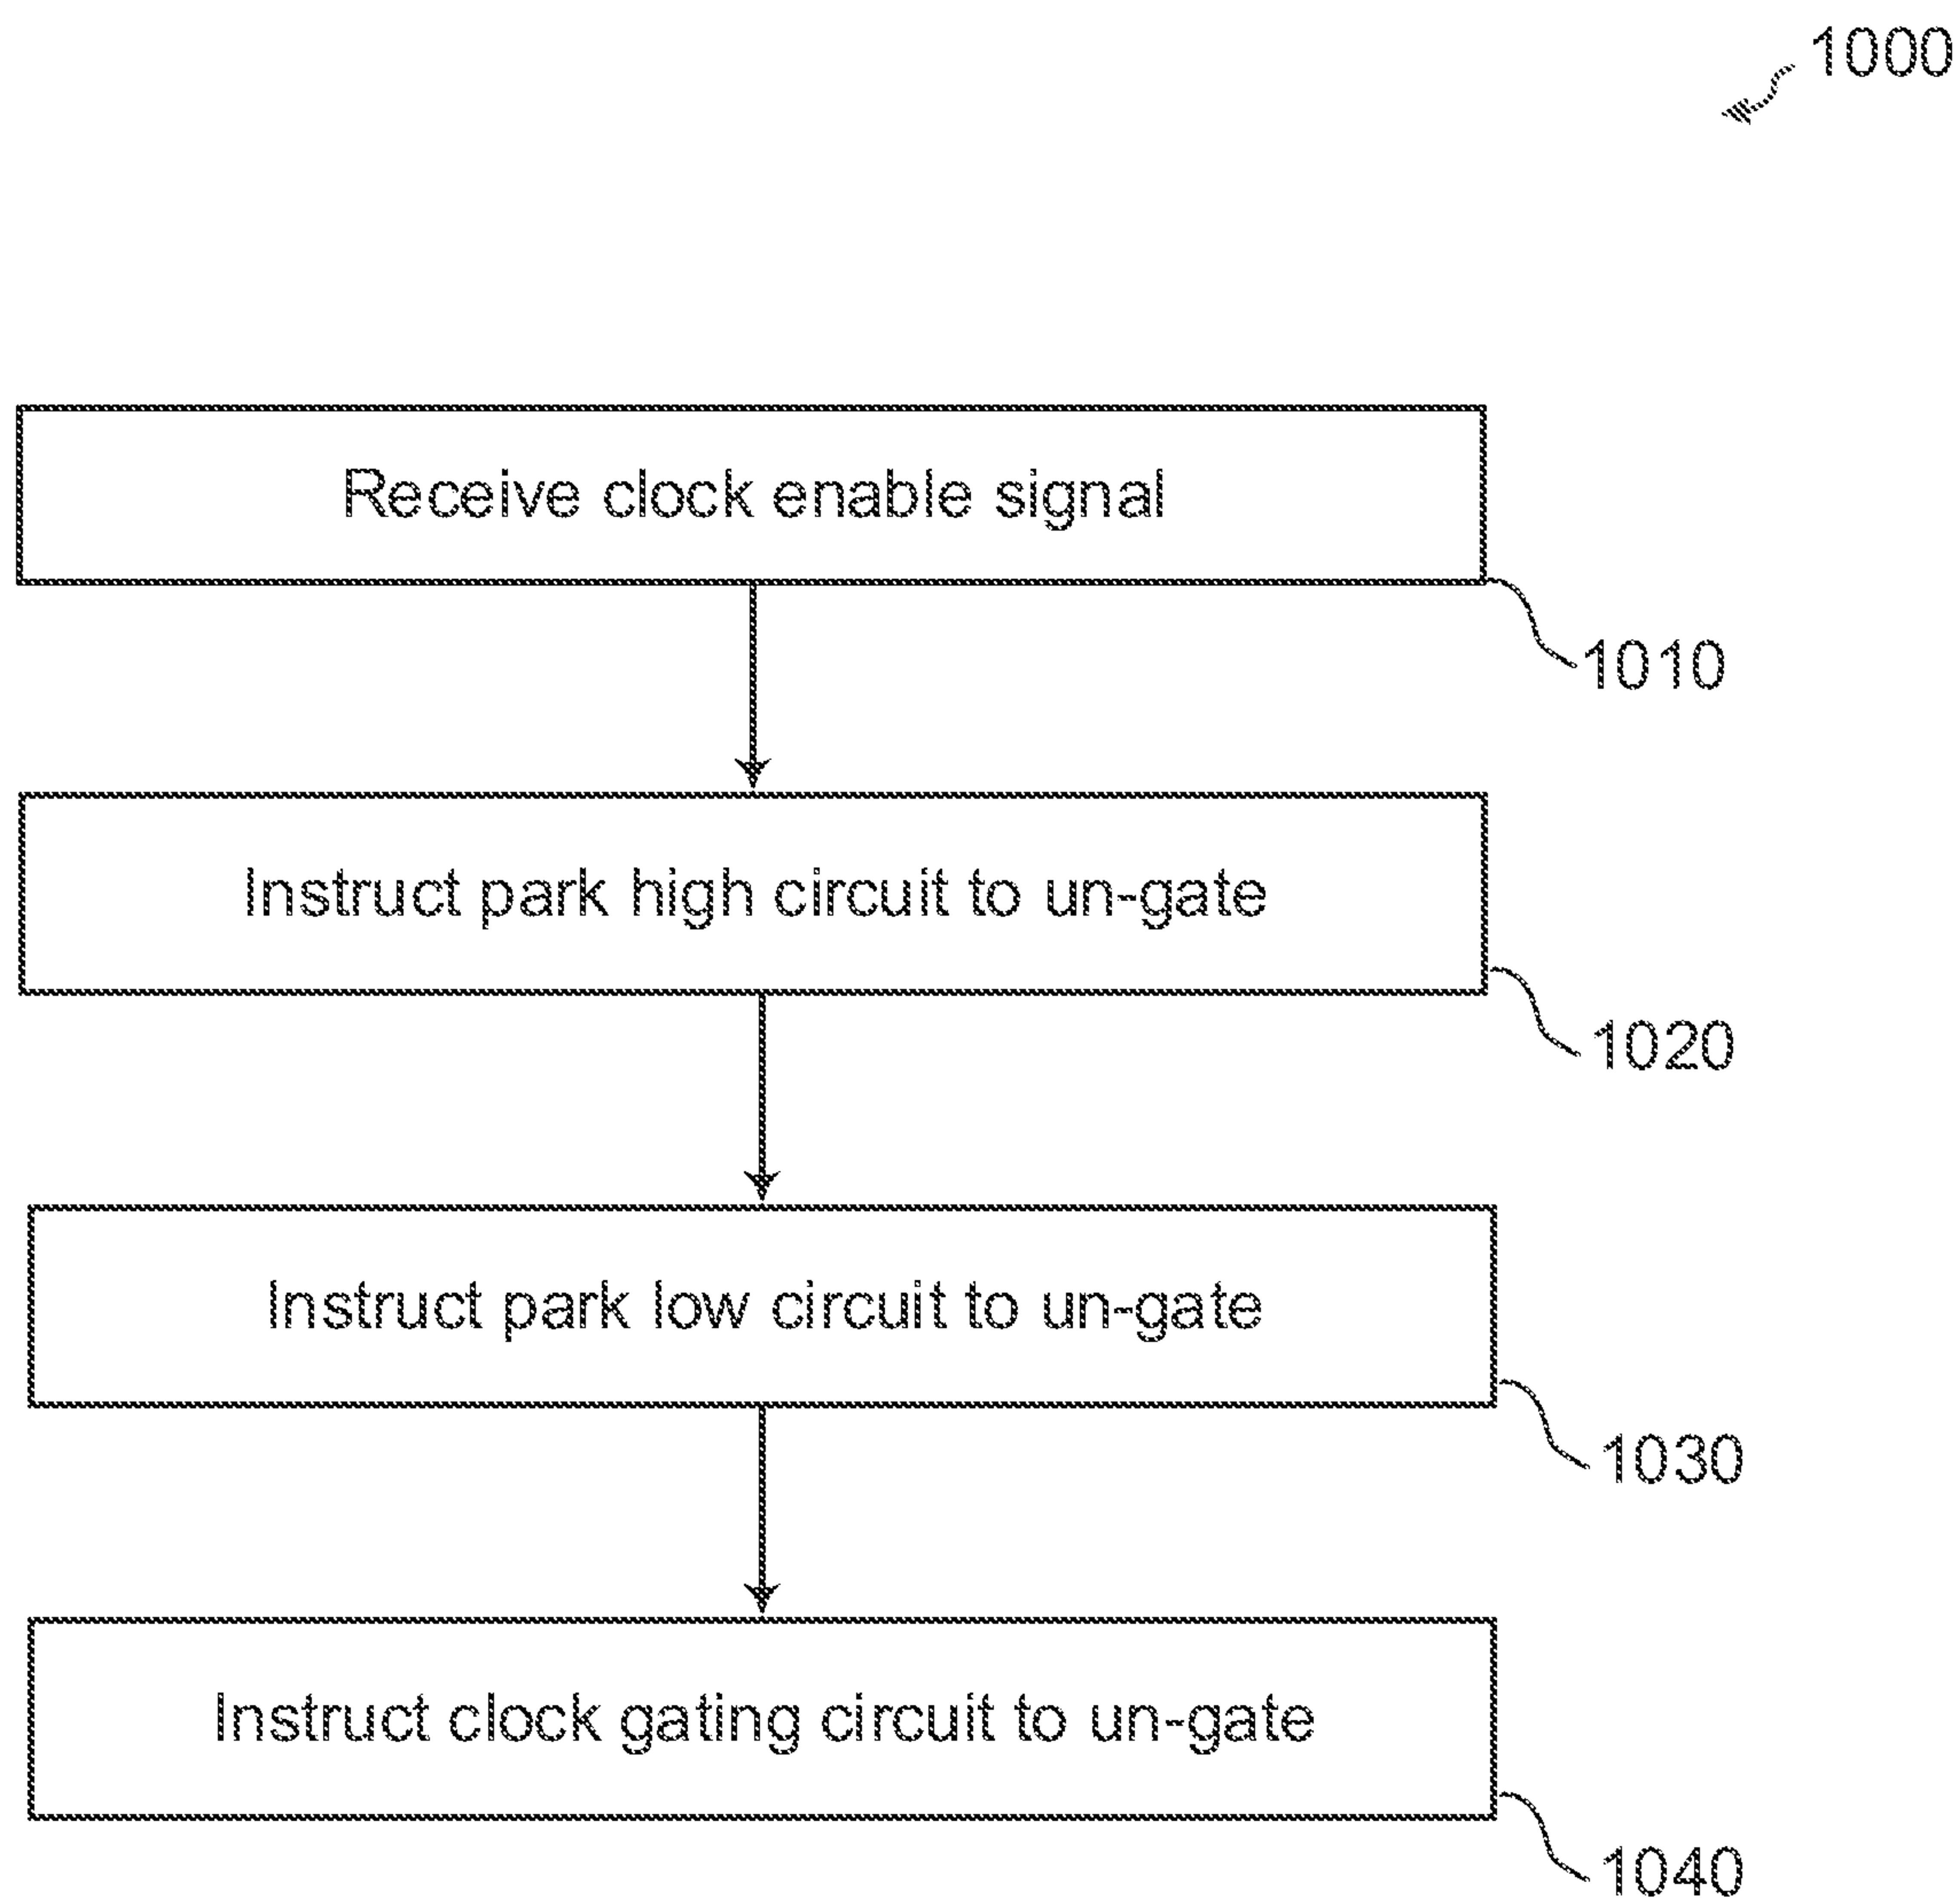 1000
Receive clock enable signal
1010
Instruct park high circuit to un-gate
1020
Instruct park low circuit to un-gate
1030
Instruct clock gating circuit to un-gate
1040